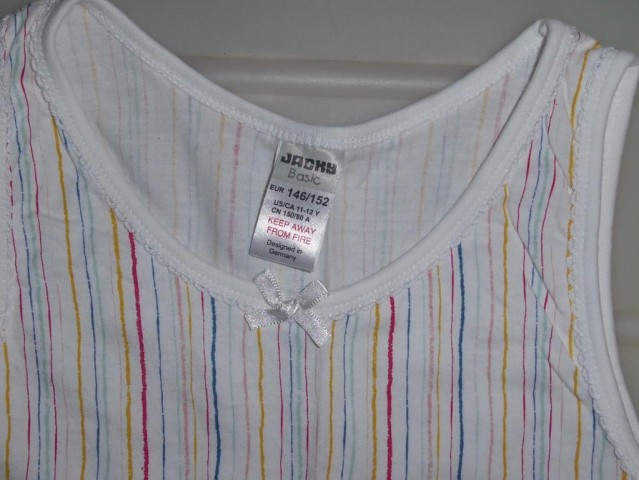 JACKY
Basic
EUR 146/152
US/CA 11-12 Y
CN 150/80 A
KEEP AWAY
FROM FIRE
Designed in
Germany